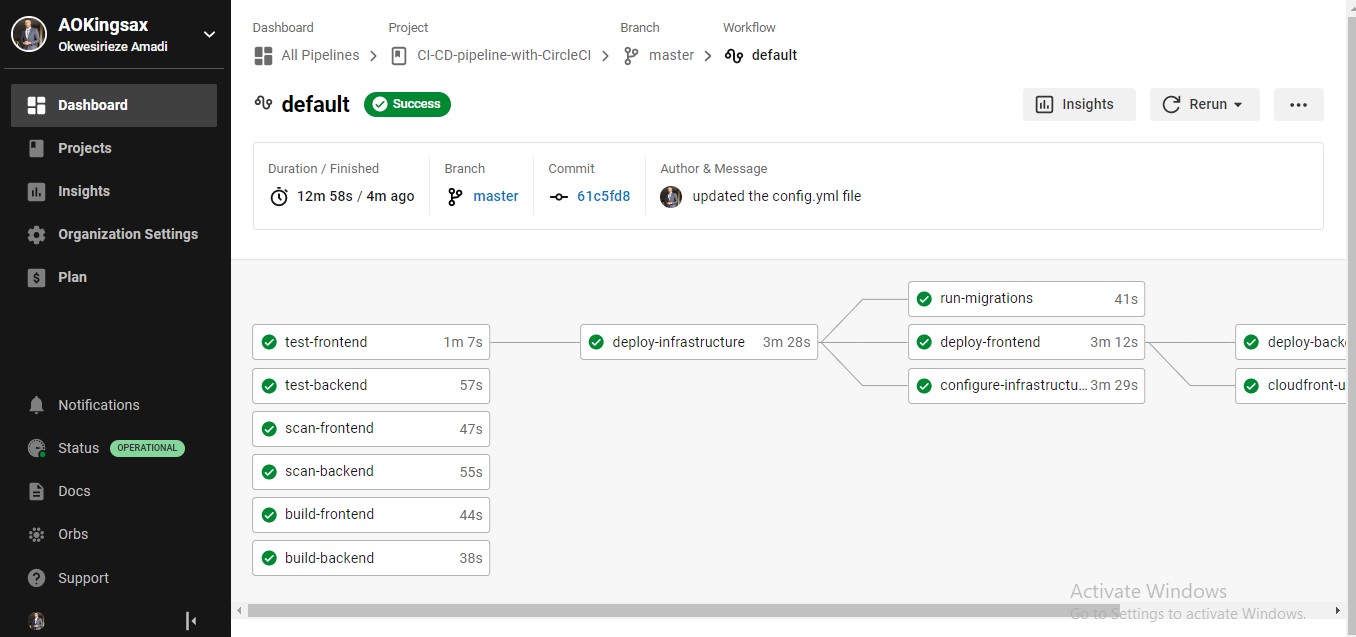 AOKingsax
Okwesirieze Amadi
Dashboard
Projects
Insights
Organization Settings
Plan
Notifications
Status OPERATIONAL
Docs
Orbs
Support
Dashboard Project Branch Workflow
All Pipelines CI-CD-pipeline-with-CircleCI master default
default Success Insights Rerun
Duration / Finished Branch Commit Author & Message
12m 58s / 4m ago master 61c5fd8 updated the config.yml file
run-migrations 41s
test-frontend 1m 7s deploy-infrastructure 3m 28s deploy-frontend 3m 12s deploy-back
test-backend 57s configure-infrastructu... 3m 29s cloudfront-u
scan-frontend 47s
scan-backend 55s
build-frontend 44s
build-backend 38s
Activate Windows
Go to Settings to activate Windows.